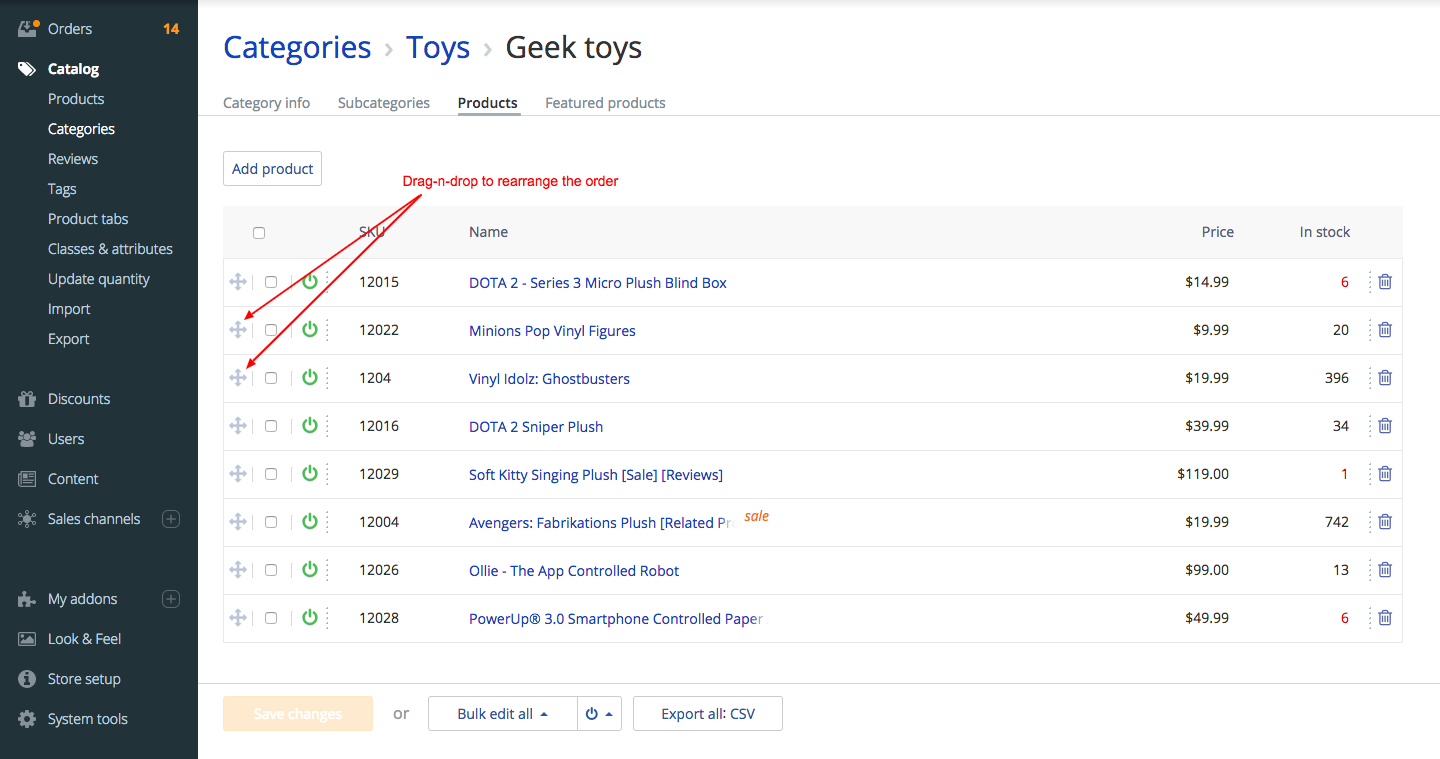 Orders 14
Catalog
Products
Categories
Reviews
Tags
Product tabs
Classes & attributes
Update quantity
Import
Export
Discounts
Users
Content
Sales channels
My addons
Look & Feel
Store setup
System tools
Categories › Toys › Geek toys
Category info Subcategories Products Featured products
Add product
Drag-n-drop to rearrange the order
SKU Name Price In stock
12015 DOTA 2 - Series 3 Micro Plush Blind Box $14.99 6
12022 Minions Pop Vinyl Figures $9.99 20
1204 Vinyl Idolz: Ghostbusters $19.99 396
12016 DOTA 2 Sniper Plush $39.99 34
12029 Soft Kitty Singing Plush [Sale] [Reviews] $119.00 1
12004 Avengers: Fabrikations Plush [Related Pr sale $19.99 742
12026 Ollie - The App Controlled Robot $99.00 13
12028 PowerUp® 3.0 Smartphone Controlled Paper $49.99 6
Save changes or Bulk edit all Export all: CSV